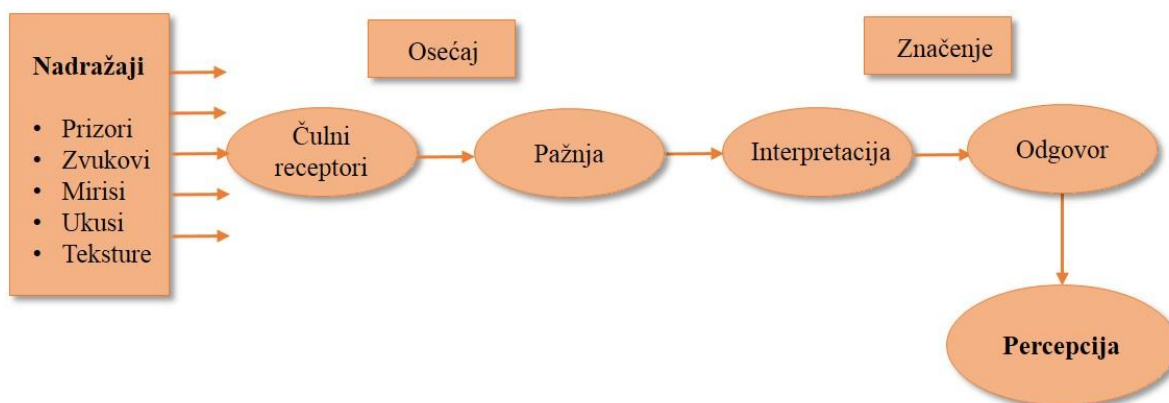 Nadražaji
• Prizori
• Zvukovi
• Mirisi
• Ukusi
• Teksture
Osećaj
Značenje
Čulni
receptori
Pažnja
Interpretacija
Odgovor
Percepcija